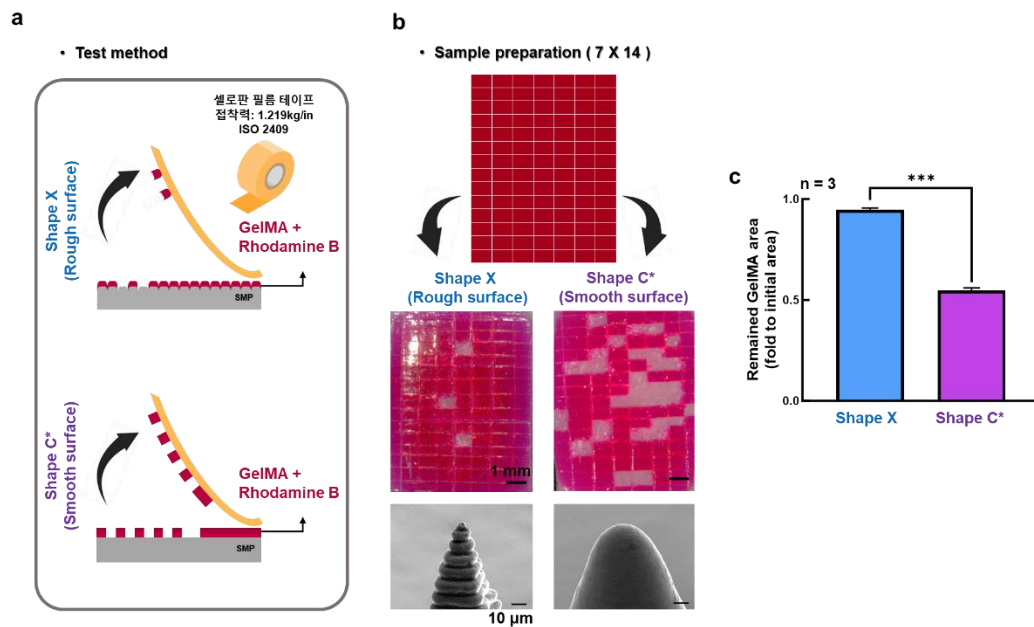 a
• Test method
셀로판 필름 테이프
접착력: 1.219kg/in
ISO 2409
Shape X
(Rough surface)
GelMA +
Rhodamine B
SMP
Shape C*
(Smooth surface)
GelMA +
Rhodamine B
SMP
b
• Sample preparation ( 7 X 14 )
Shape X
(Rough surface)
Shape C*
(Smooth surface)
1 mm
10 µm
c
n = 3
***
Remained GelMA area
(fold to initial area)
1.0
0.5
0.0
Shape X
Shape C*